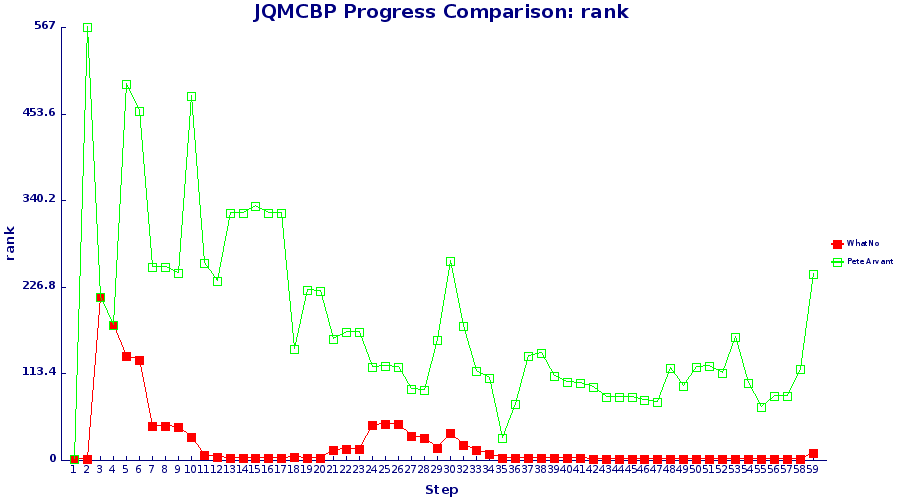 JQMCBP Progress Comparison: rank
567
453.6
340.2
226.8
113.4
0
rank
1 2 3 4 5 6 7 8 9 10 11 12 13 14 15 16 17 18 19 20 21 22 23 24 25 26 27 28 29 30 31 32 33 34 35 36 37 38 39 40 41 42 43 44 45 46 47 48 49 50 51 52 53 54 55 56 57 58 59
Step
WhatNo
Pete Arvant